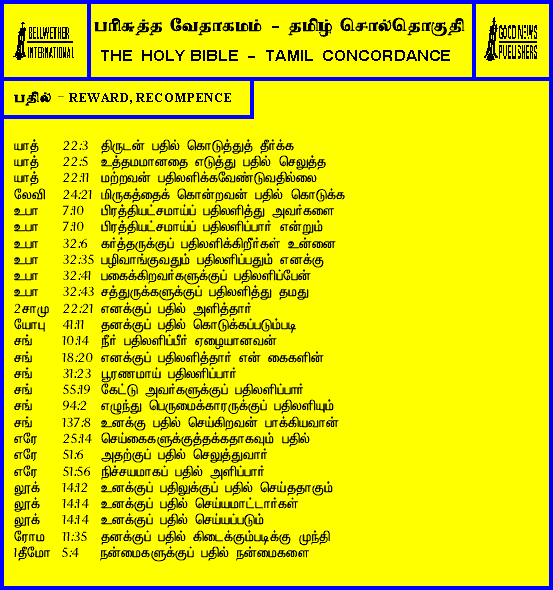 BELLWETHER
INTERNATIONAL
பரிசுத்த வேதாகமம் - தமிழ் சொல்தொகுதி
THE HOLY BIBLE - TAMIL CONCORDANCE
GOOD NEWS
PUBLISHERS
பதில் - REWARD, RECOMPENCE
யாத் 22:3 திருடன் பதில் கொடுத்துத் தீர்க்க
யாத் 22:5 உத்தமமானதை எடுத்து பதில் செலுத்த
யாத் 22:11 மற்றவன் பதிலளிக்கவேண்டுவதில்லை
லேவி 24:21 மிருகத்தைக் கொன்றவன் பதில் கொடுக்க
உபா 7:10 பிரத்தியட்சமாய்ப் பதிலளித்து அவர்களை
உபா 7:10 பிரத்தியட்சமாய்ப் பதிலளிப்பார் என்றும்
உபா 32:6 கர்த்தருக்குப் பதிலளிக்கிறீர்கள் உன்னை
உபா 32:35 பழிவாங்குவதும் பதிலளிப்பதும் எனக்கு
உபா 32:41 பகைக்கிறவர்களுக்குப் பதிலளிப்பேன்
உபா 32:43 சத்துருக்களுக்குப் பதிலளித்து தமது
2சாமு 22:21 எனக்குப் பதில் அளித்தார்
யோபு 41:11 தனக்குப் பதில் கொடுக்கப்படும்படி
சங் 10:14 நீர் பதிலளிப்பீர் ஏழையானவன்
சங் 18:20 எனக்குப் பதிலளித்தார் என் கைகளின்
சங் 31:23 பூரணமாய் பதிலளிப்பார்
சங் 55:19 கேட்டு அவர்களுக்குப் பதிலளிப்பார்
சங் 94:2 எழுந்து பெருமைக்காரருக்குப் பதிலளியும்
சங் 137:8 உனக்கு பதில் செய்கிறவன் பாக்கியவான்
எரே 25:14 செய்கைகளுக்குத்தக்கதாகவும் பதில்
எரே 51:6 அதற்குப் பதில் செலுத்துவார்
எரே 51:56 நிச்சயமாகப் பதில் அளிப்பார்
லூக் 14:12 உனக்குப் பதிலுக்குப் பதில் செய்ததாகும்
லூக் 14:14 உனக்குப் பதில் செய்யமாட்டார்கள்
லூக் 14:14 உனக்குப் பதில் செய்யப்படும்
ரோம 11:35 தனக்குப் பதில் கிடைக்கும்படிக்கு முந்தி
1தீமோ 5:4 நன்மைகளுக்குப் பதில் நன்மைகளை